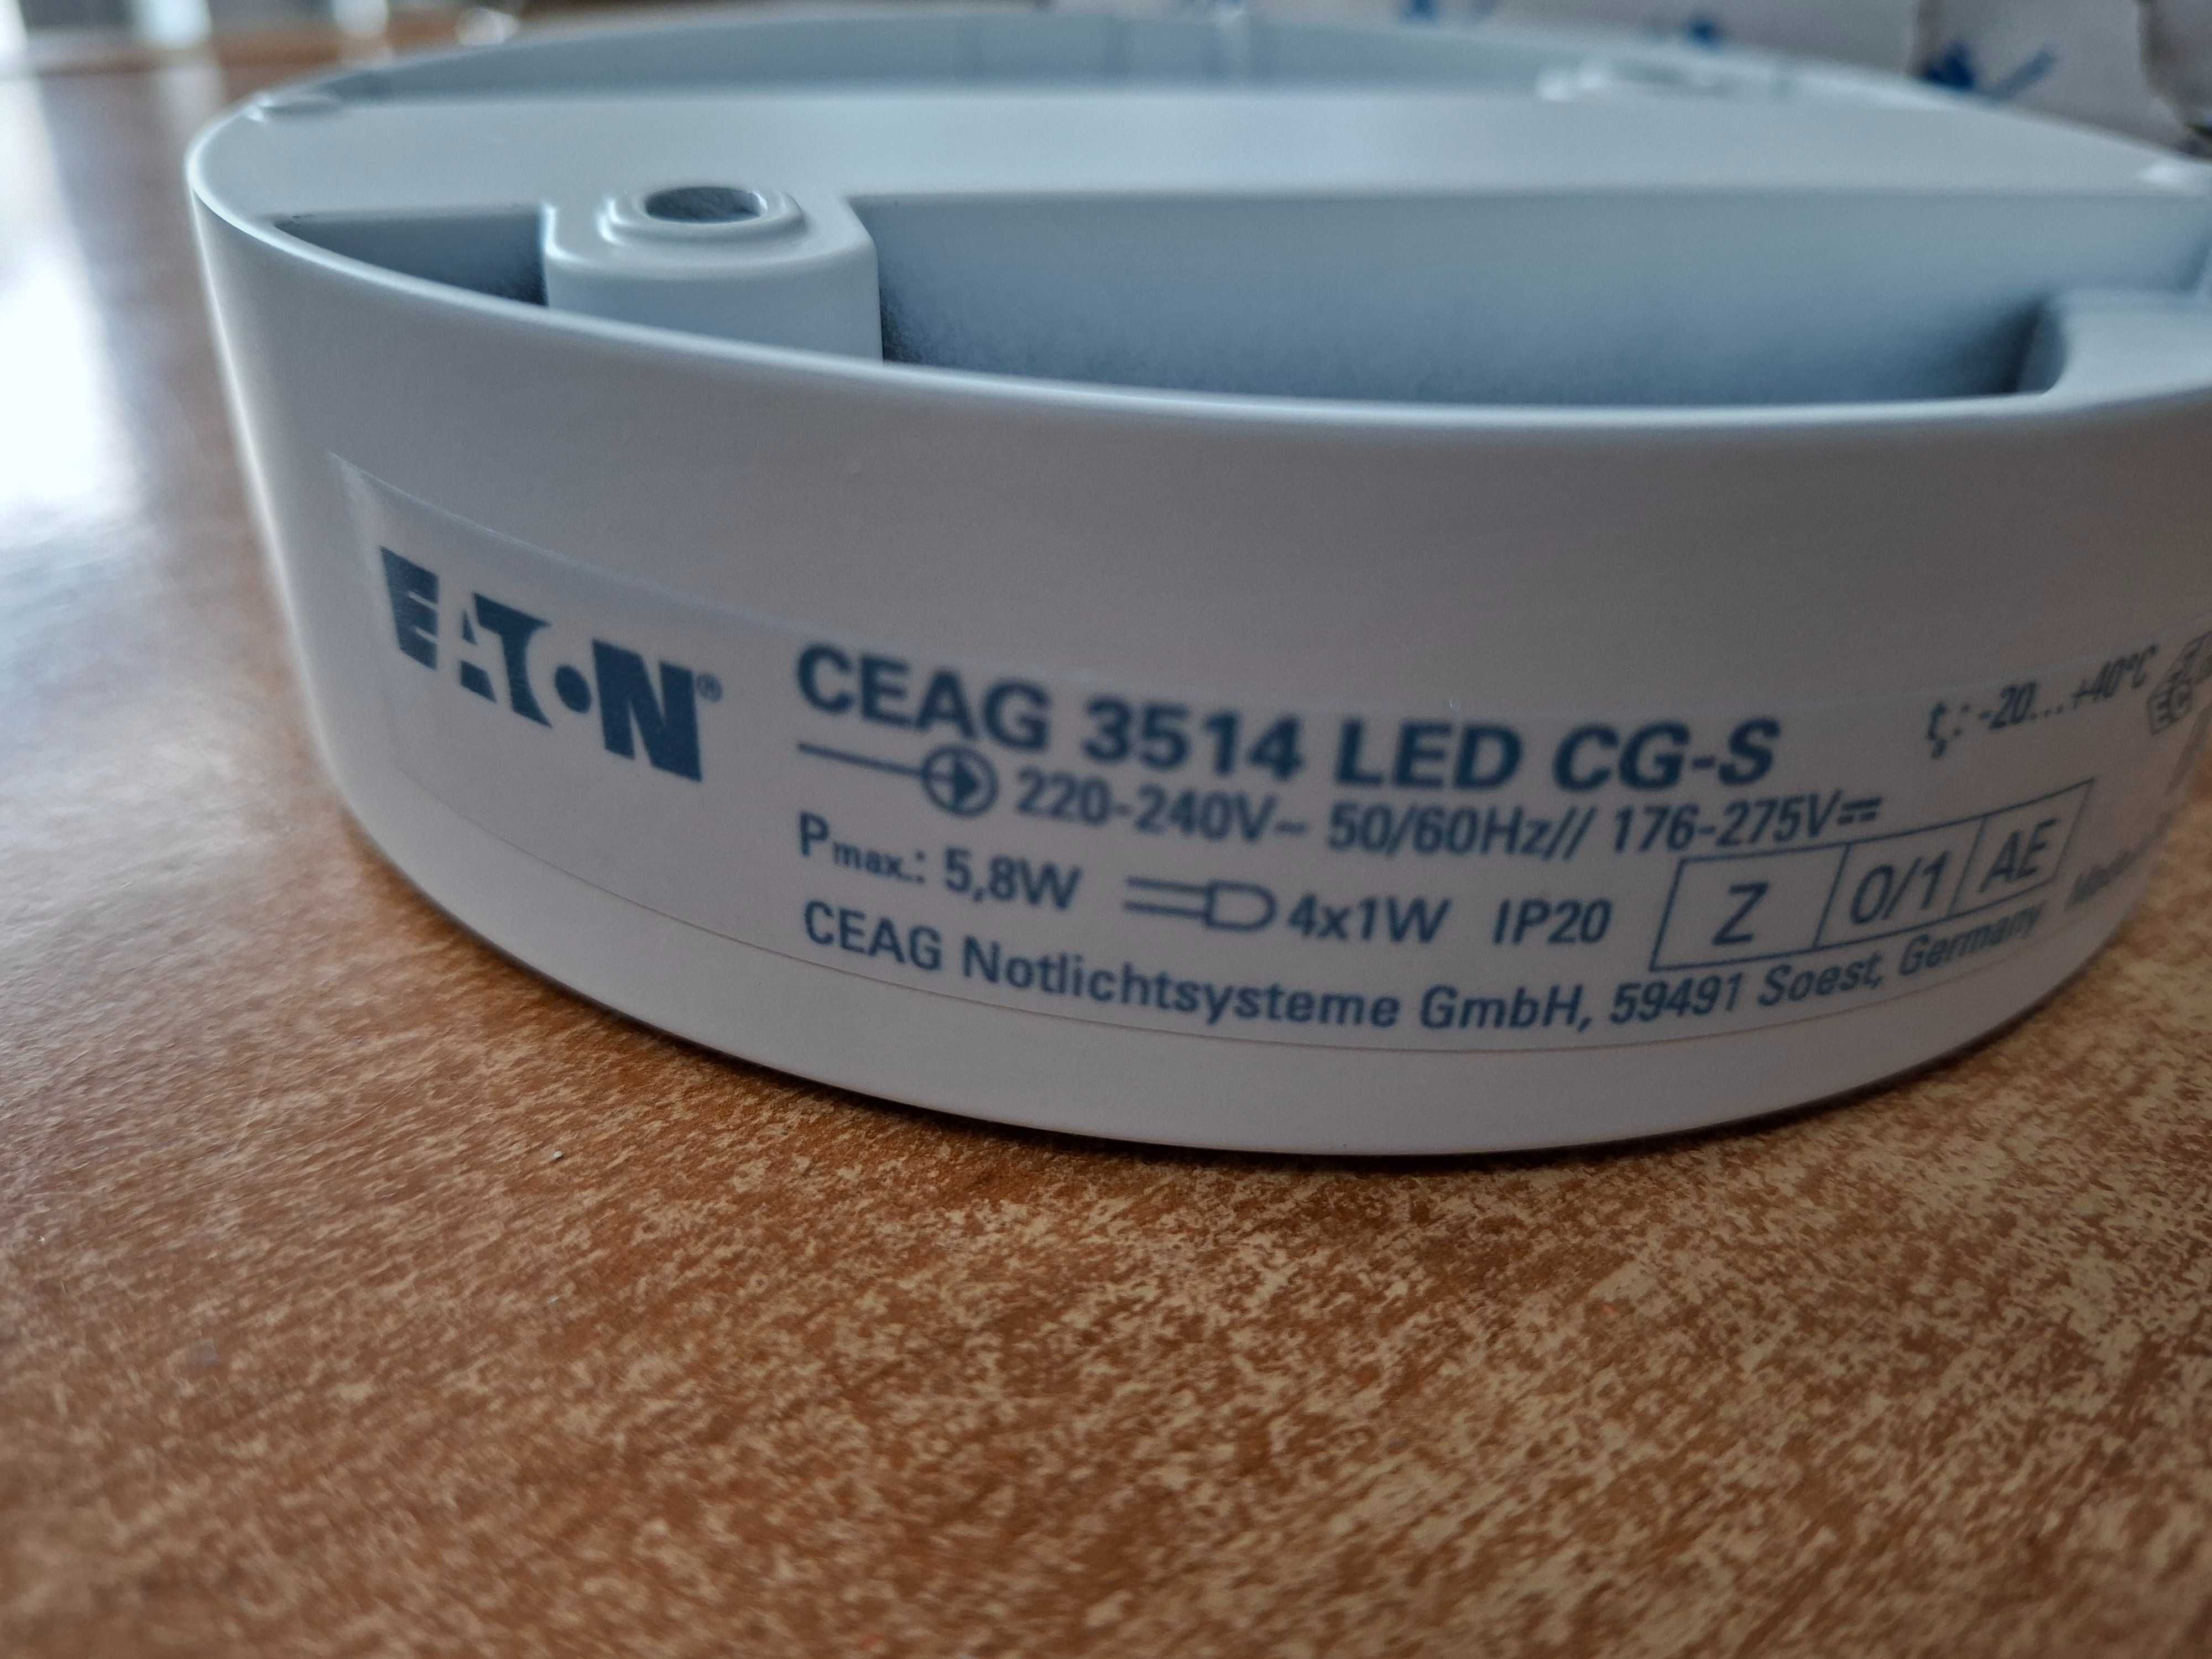 EATON®
CEAG 3514 LED CG-S
220-240V~ 50/60Hz// 176-275V⎓
Pmax.: 5,8W 4x1W IP20 Z 0/1 AE
CEAG Notlichtsysteme GmbH, 59491 Soest, Germany
t: -20...+40°C